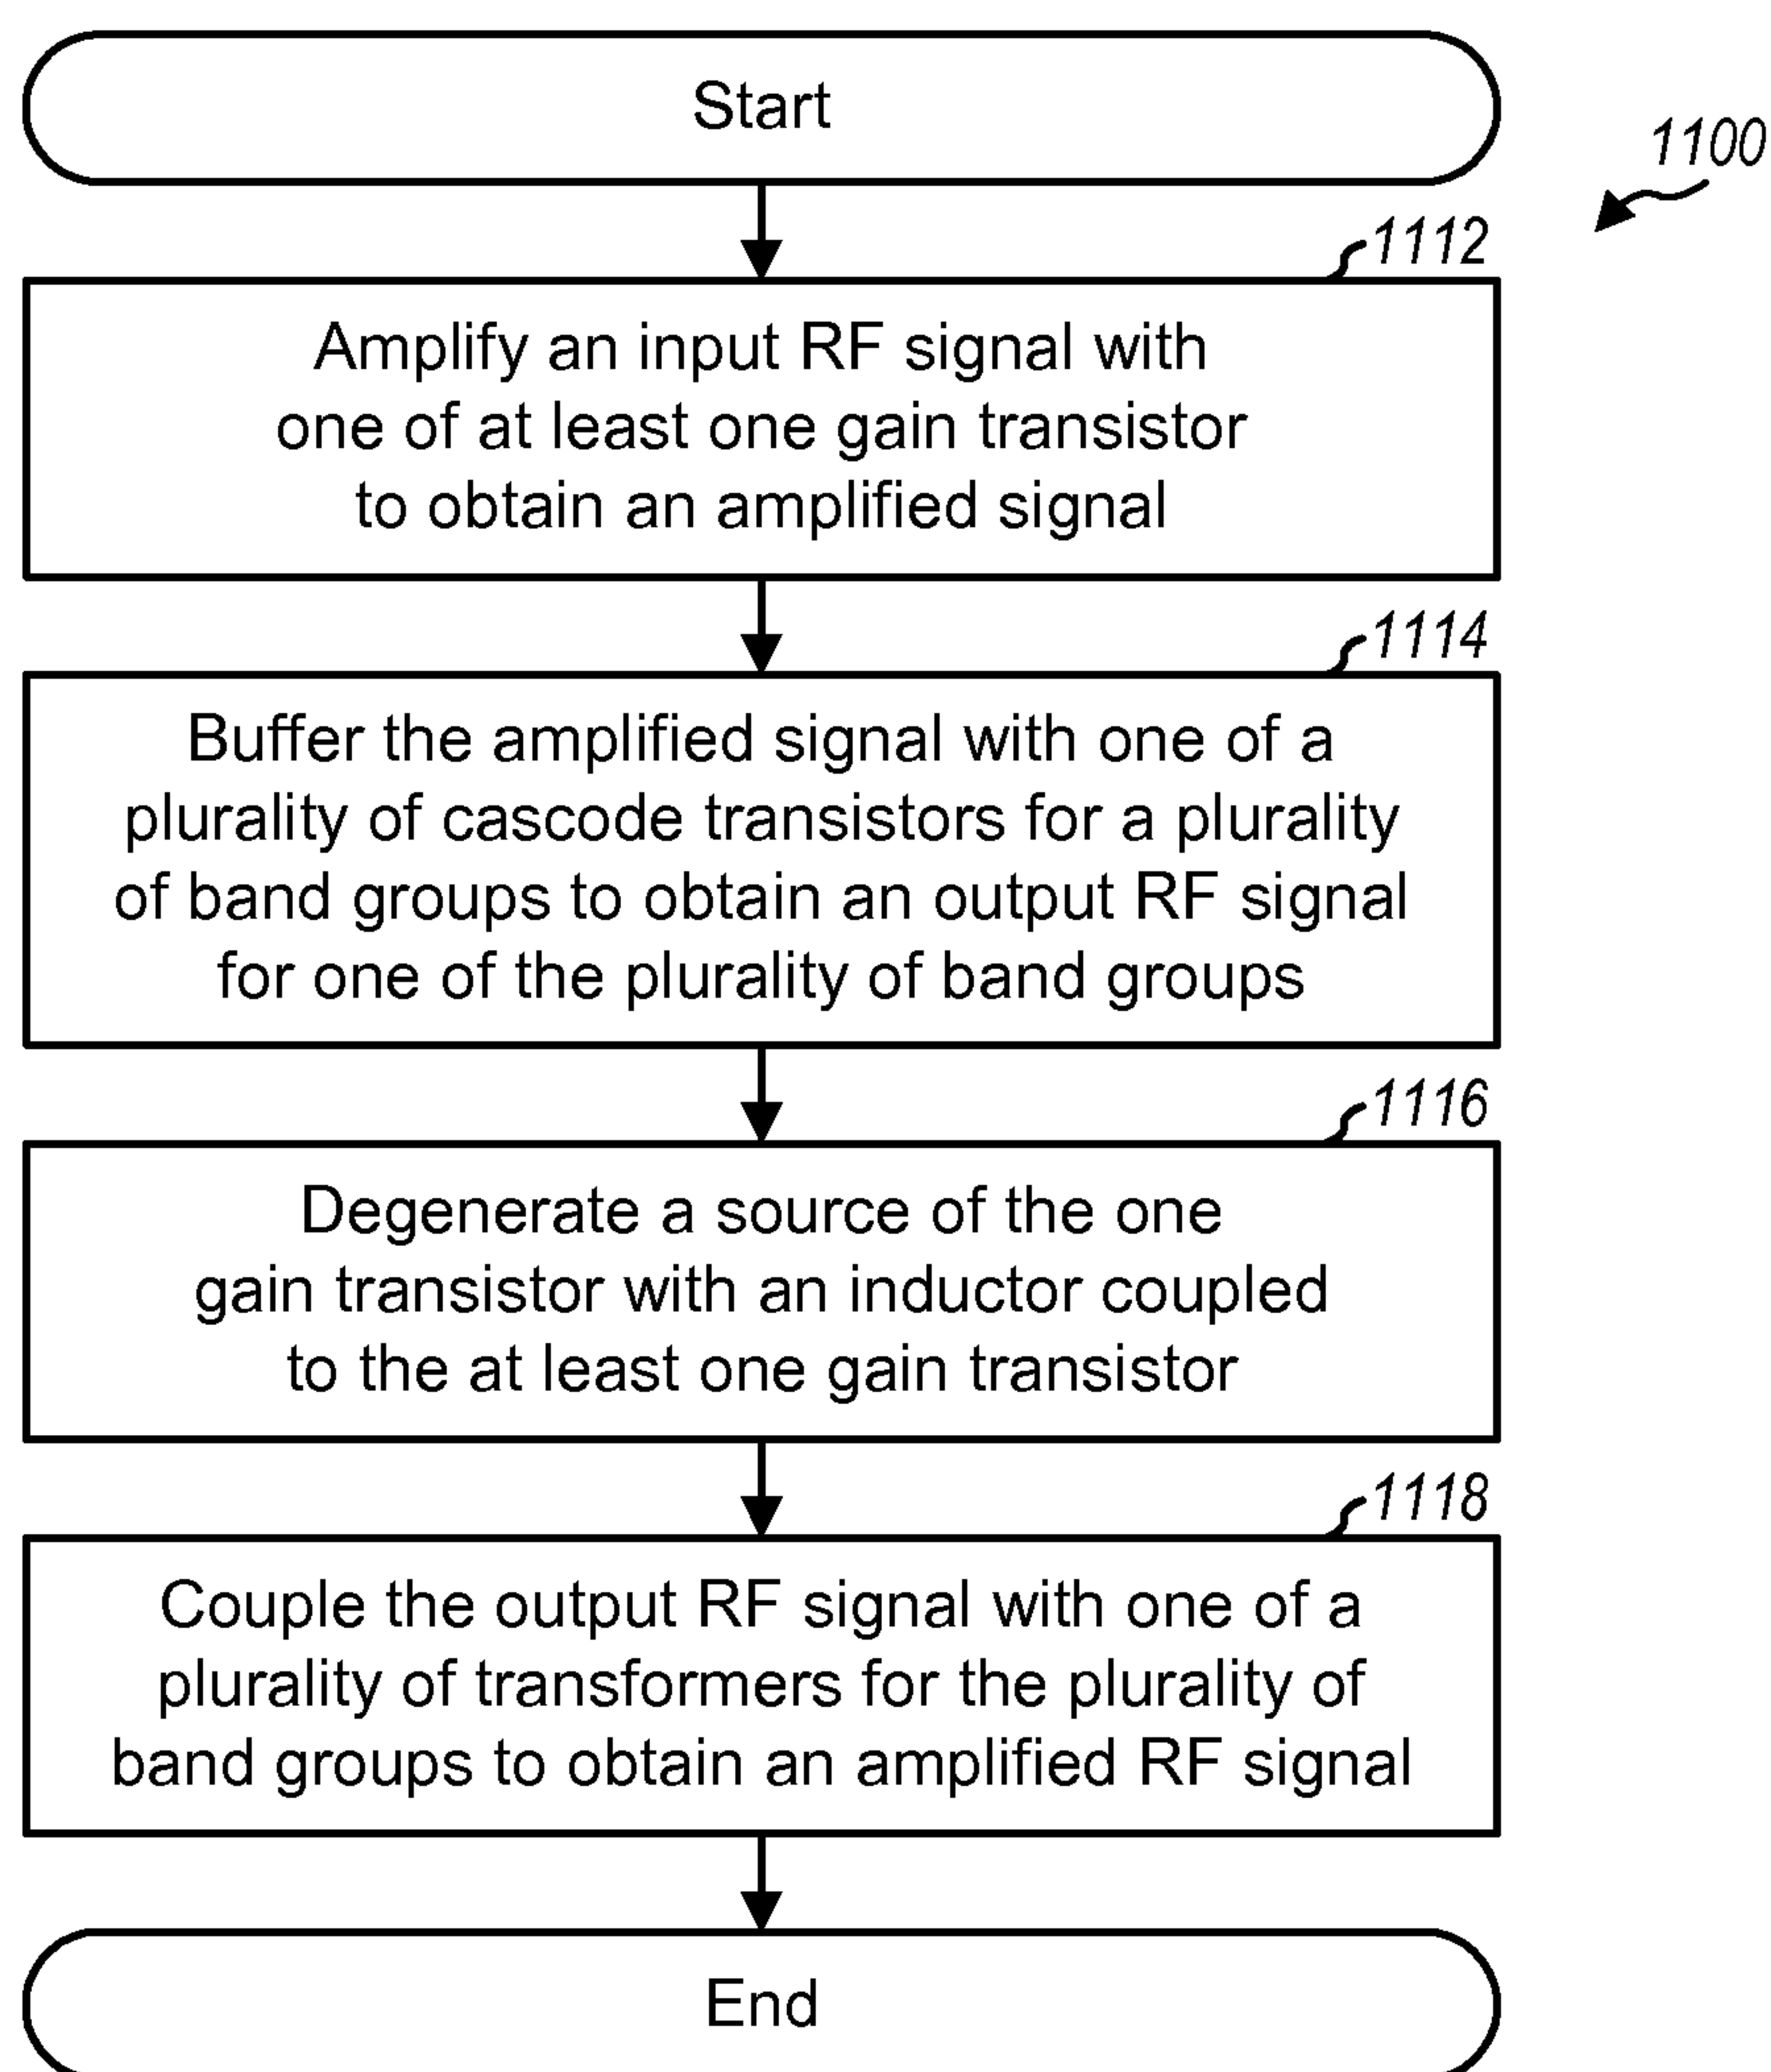 Start
1100
1112
Amplify an input RF signal with
one of at least one gain transistor
to obtain an amplified signal
1114
Buffer the amplified signal with one of a
plurality of cascode transistors for a plurality
of band groups to obtain an output RF signal
for one of the plurality of band groups
1116
Degenerate a source of the one
gain transistor with an inductor coupled
to the at least one gain transistor
1118
Couple the output RF signal with one of a
plurality of transformers for the plurality of
band groups to obtain an amplified RF signal
End